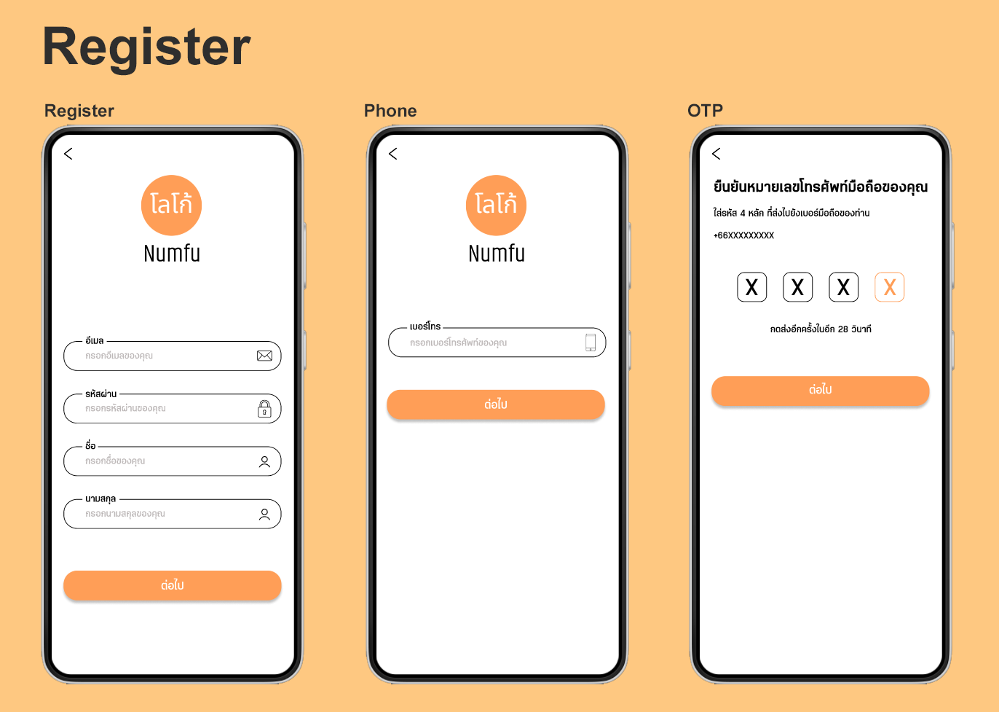 Register
Register
โลโก้
Numfu
อีเมล
กรอกอีเมลของคุณ
รหัสผ่าน
กรอกรหัสผ่านของคุณ
ชื่อ
กรอกชื่อของคุณ
นามสกุล
กรอกนามสกุลของคุณ
ต่อไป
Phone
โลโก้
Numfu
เบอร์โทร
กรอกเบอร์โทรศัพท์ของคุณ
ต่อไป
OTP
ยืนยันหมายเลขโทรศัพท์มือถือของคุณ
ใส่รหัส 4 หลัก ที่ส่งไปยังเบอร์มือถือของท่าน
+66XXXXXXXXX
X X X X
กดส่งอีกครั้งในอีก 28 วินาที
ต่อไป